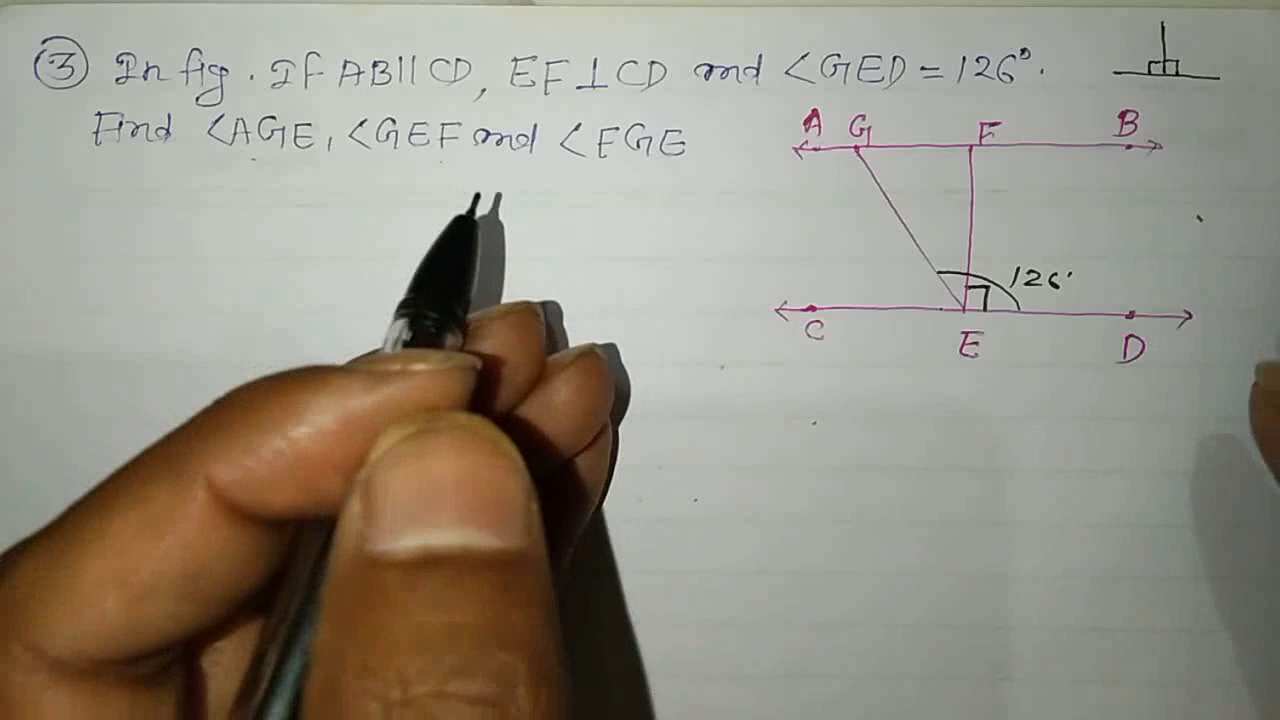 ③ In fig. If AB||CD, EF⊥CD and <GED=126°.
Find <AGE, <GEF and <FGE
A G F B
126°
C E D